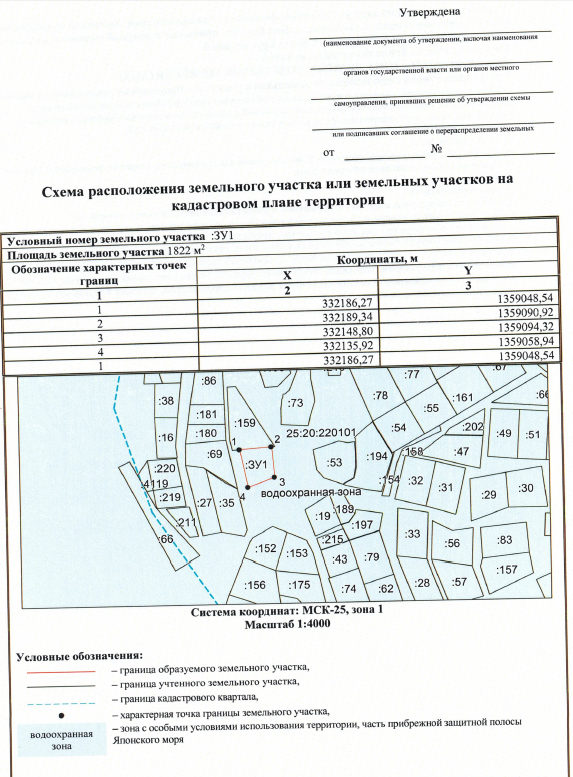 Утверждена
(наименование документа об утверждении, включая наименования
органов государственной власти или органов местного
самоуправления, принявших решение об утверждении схемы
или подписавших соглашение о перераспределении земельных
от №
Схема расположения земельного участка или земельных участков на
кадастровом плане территории
Условный номер земельного участка :ЗУ1
Площадь земельного участка 1822 м²
Обозначение характерных точек границ Координаты, м
X Y
1 2 3
1 332186,27 1359048,54
2 332189,34 1359090,92
3 332148,80 1359094,32
4 332135,92 1359058,94
1 332186,27 1359048,54
:86 :77 :67
:38 :73 :78 :161
:181 :159 :55
:16 :180 :54 :202 :49 :51
1 2 25:20:220101
:69 :194 :158 :47
:220 :ЗУ1 :53
:4119 3 :154 :32 :31
:219 4 водоохранная зона :29 :30
:27 :35 :189
:211 :19 :197
:66 :215 :33 :56 :83
:152 :153 :43 :79
:157
:156 :175 :74 :62 :28 :57
Система координат: МСК-25, зона 1
Масштаб 1:4000
Условные обозначения:
– граница образуемого земельного участка,
– граница учтенного земельного участка,
– граница кадастрового квартала,
– характерная точка границы земельного участка,
водоохранная зона
– зона с особыми условиями использования территории, часть прибрежной защитной полосы
Японского моря